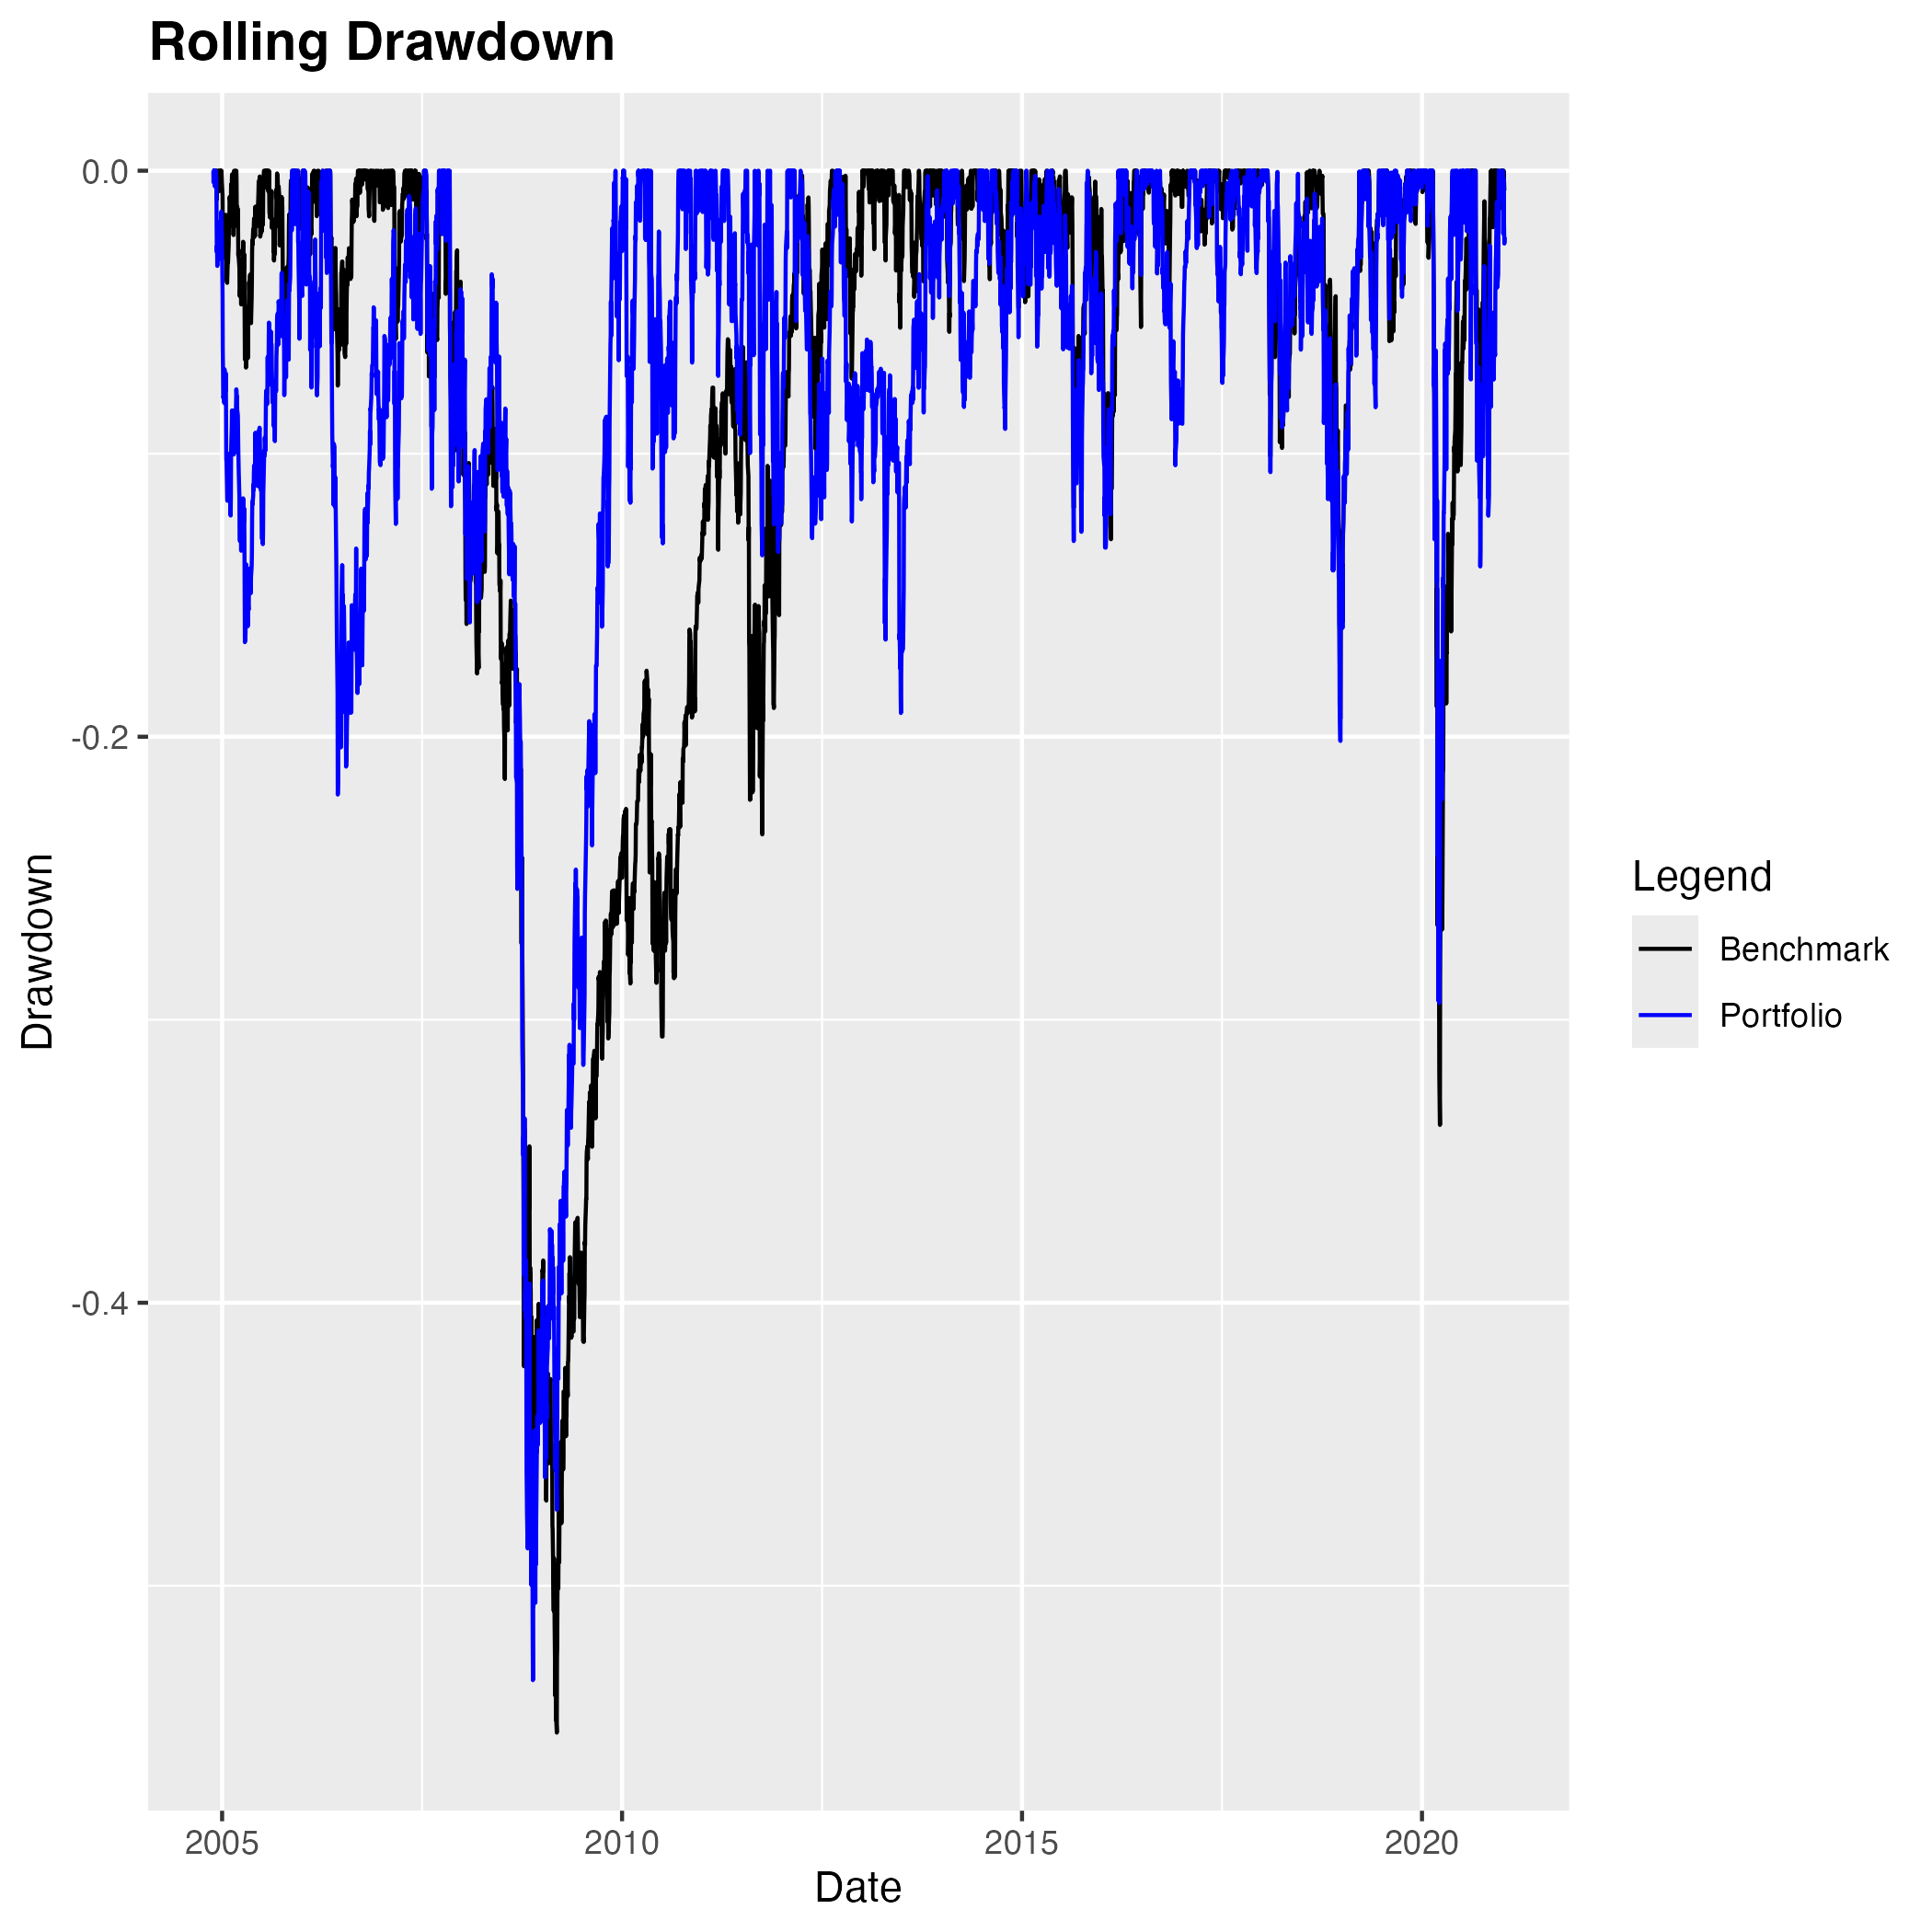 Rolling Drawdown
0.0
-0.2
-0.4
Drawdown
2005 2010 2015 2020
Date
Legend
Benchmark
Portfolio